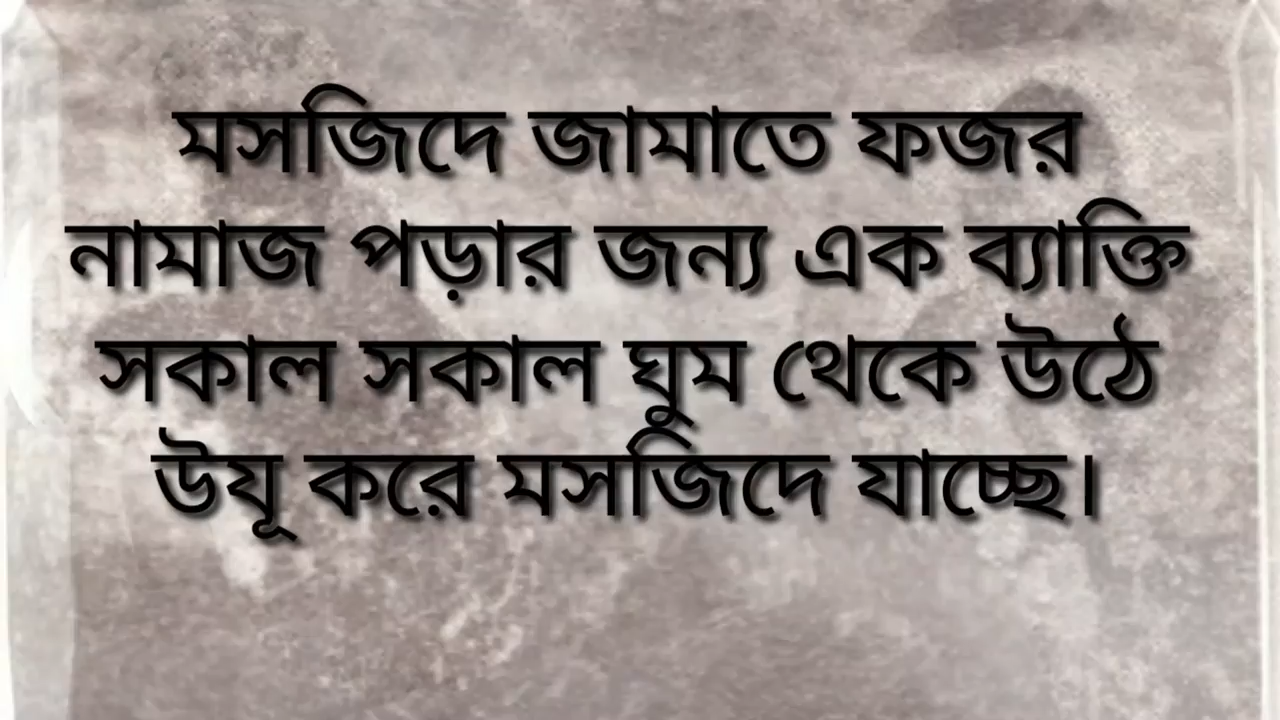 মসজিদে জামাতে ফজর
নামাজ পড়ার জন্য এক ব্যাক্তি
সকাল সকাল ঘুম থেকে উঠে
উযূ করে মসজিদে যাচ্ছে।